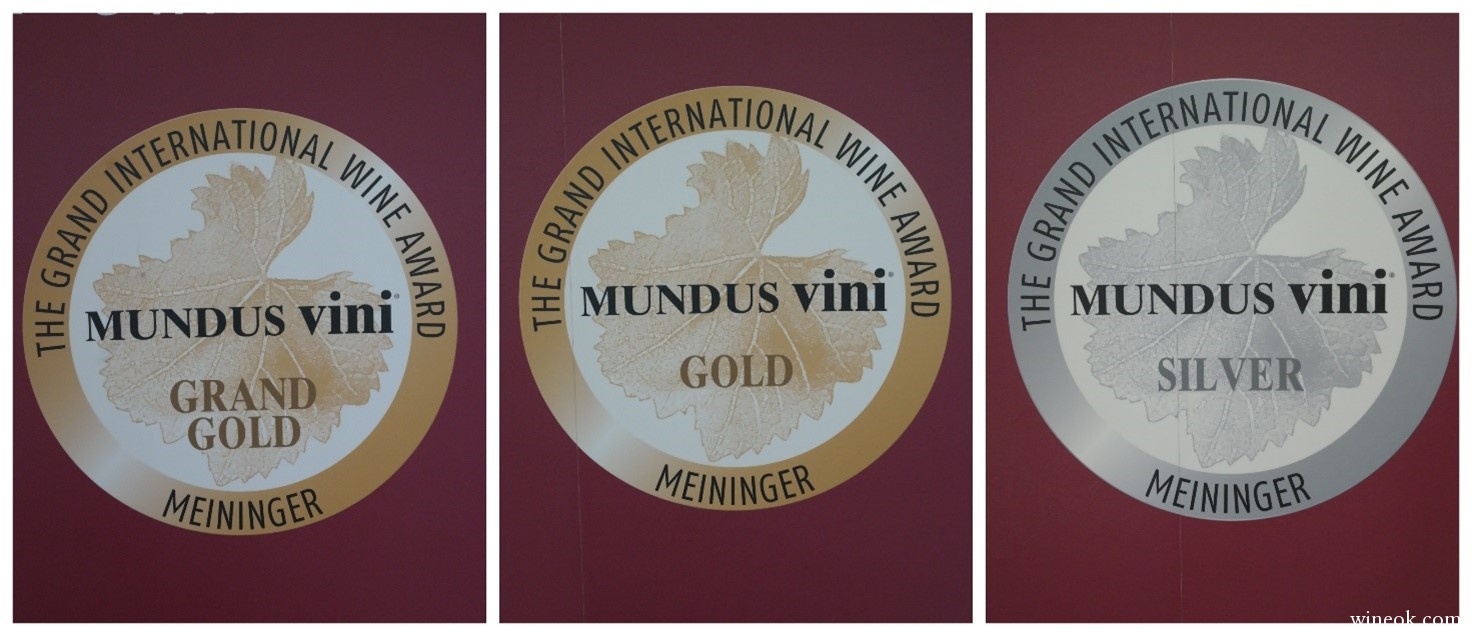 THE GRAND INTERNATIONAL WINE AWARD
MUNDUS vini®
GRAND
GOLD
MEININGER
THE GRAND INTERNATIONAL WINE AWARD
MUNDUS vini®
GOLD
MEININGER
THE GRAND INTERNATIONAL WINE AWARD
MUNDUS vini®
SILVER
MEININGER
wineok.com